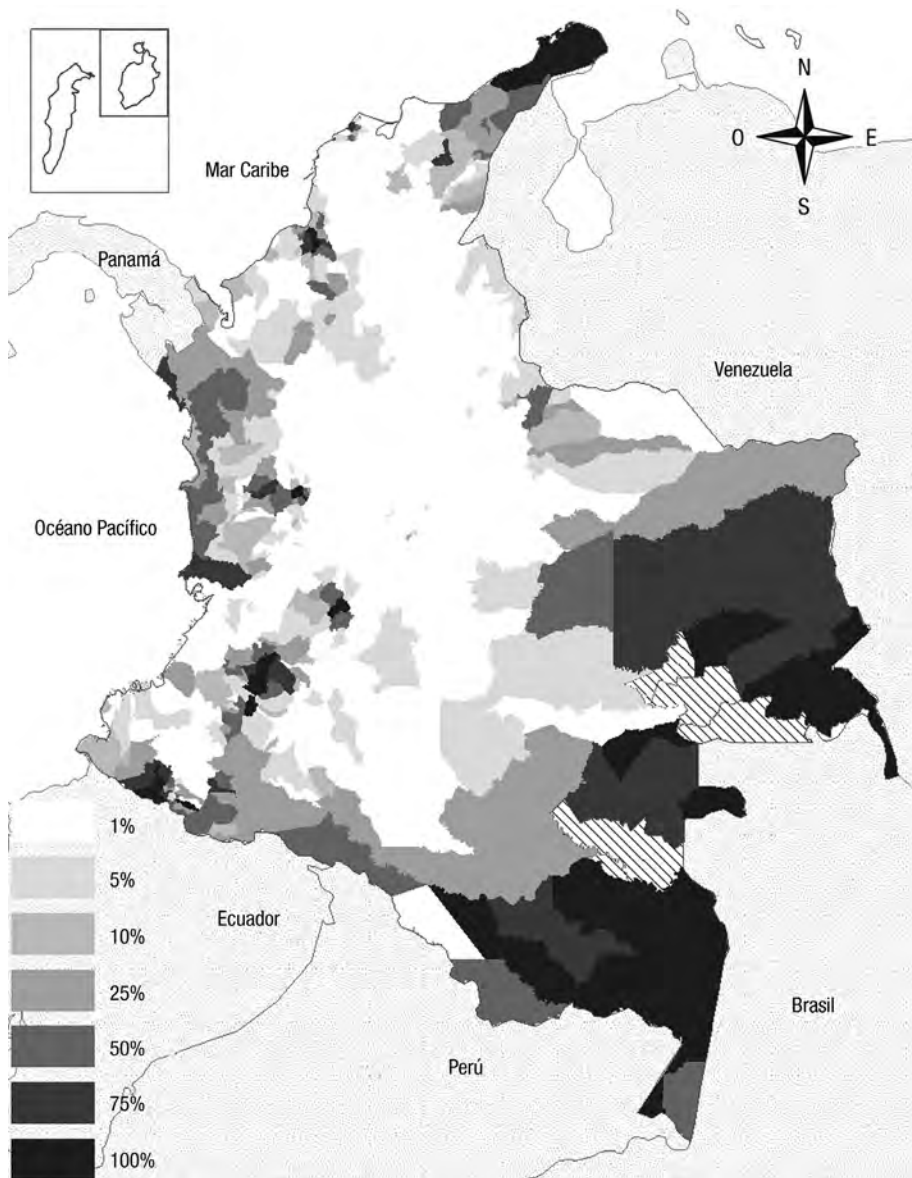 N
O E
S
Mar Caribe
Panamá
Venezuela
Océano Pacífico
1%
5%
10%
25%
50%
75%
100%
Ecuador
Perú
Brasil